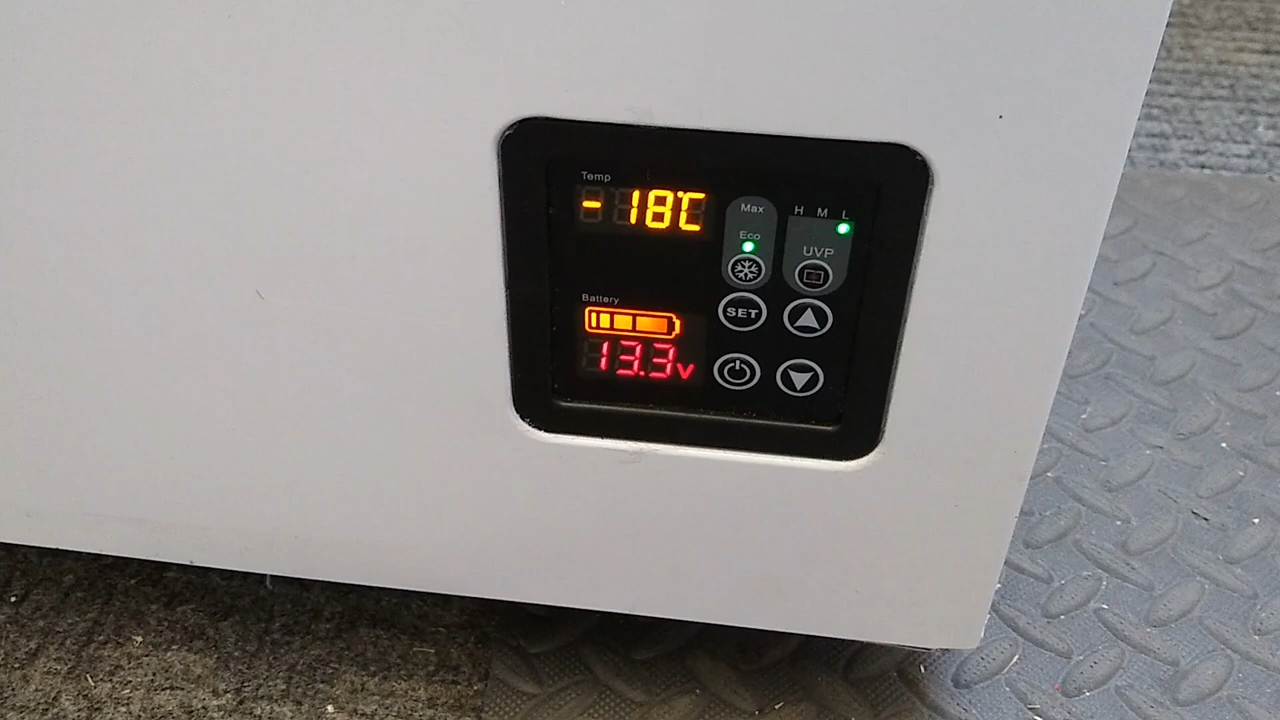 Temp
-18℃
Max
H M L
Eco
UVP
Battery
SET
13.3v